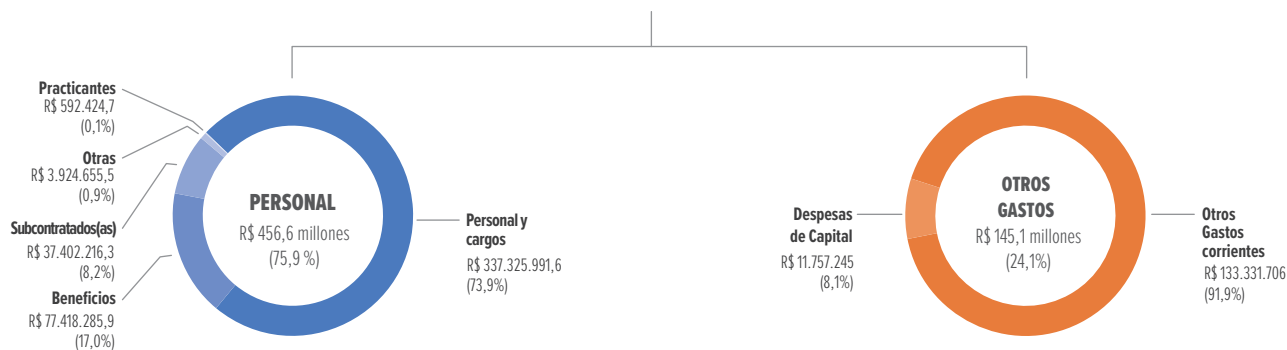 Practicantes
R$ 592.424,7
(0,1%)
Otras
R$ 3.924.655,5
(0,9%)
Subcontratados(as)
R$ 37.402.216,3
(8,2%)
Beneficios
R$ 77.418.285,9
(17,0%)
PERSONAL
R$ 456,6 millones
(75,9 %)
Personal y
cargos
R$ 337.325.991,6
(73,9%)
Despesas
de Capital
R$ 11.757.245
(8,1%)
OTROS
GASTOS
R$ 145,1 millones
(24,1%)
Otros
Gastos
corrientes
R$ 133.331.706
(91,9%)